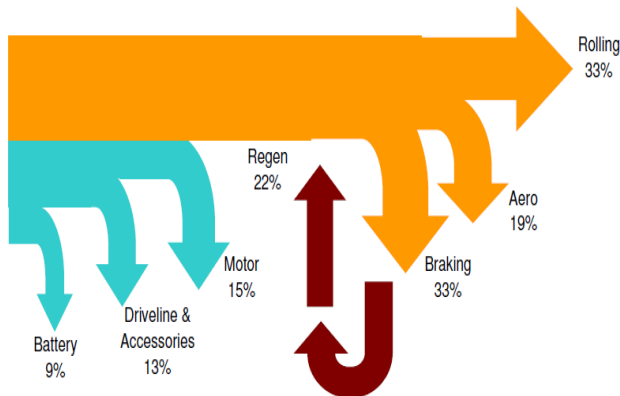 Rolling
33%
Regen
22%
Aero
19%
Motor
15%
Braking
33%
Driveline &
Accessories
13%
Battery
9%